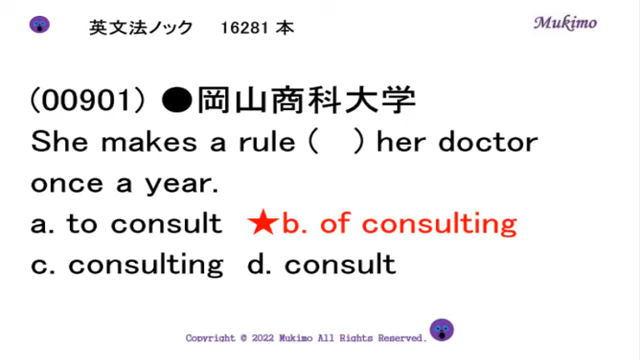 英文法ノック 16281 本 Mukimo
(00901) ●岡山商科大学
She makes a rule (   ) her doctor
once a year.
a. to consult ★b. of consulting
c. consulting d. consult
Copyright © 2022 Mukimo All Rights Reserved.